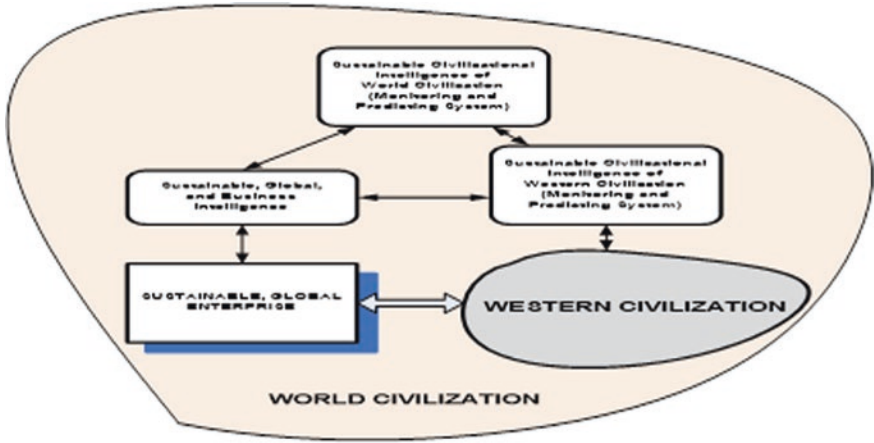 Sustainable Civilizational
Intelligence of
World Civilization
(Monitoring and
Predicting System)
Sustainable, Global,
and Business
Intelligence
Sustainable Civilizational
Intelligence of
Western Civilization
(Monitoring and
Predicting System)
SUSTAINABLE, GLOBAL
ENTERPRISE
WESTERN CIVILIZATION
WORLD CIVILIZATION